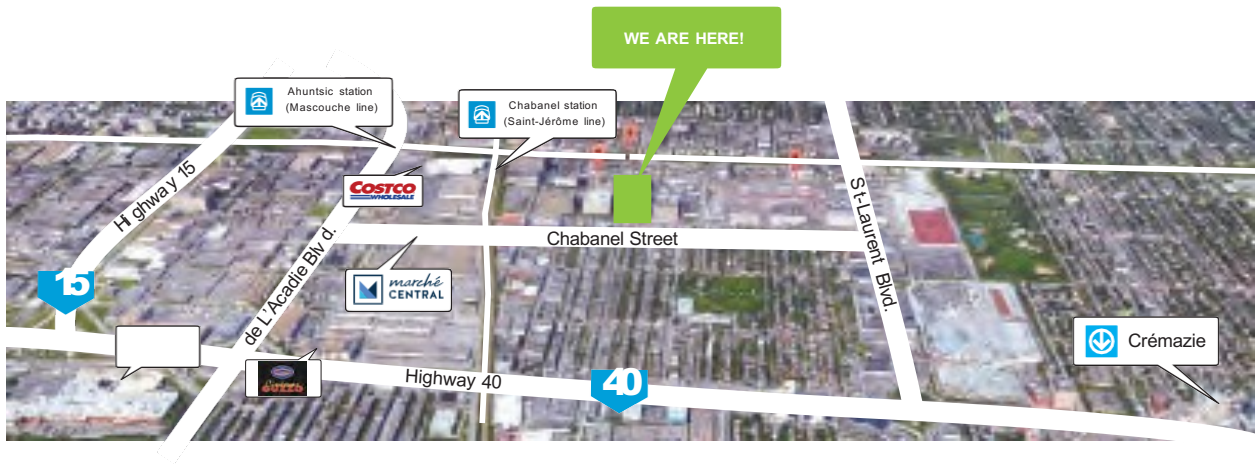 WE ARE HERE!
Ahuntsic station
(Mascouche line)
Chabanel station
(Saint-Jérôme line)
Highway 15
COSTCO
WHOLESALE
St-Laurent Blvd.
de L'Acadie Blvd.
Chabanel Street
15
marché
CENTRAL
Crémazie
GUZZO
Highway 40
40